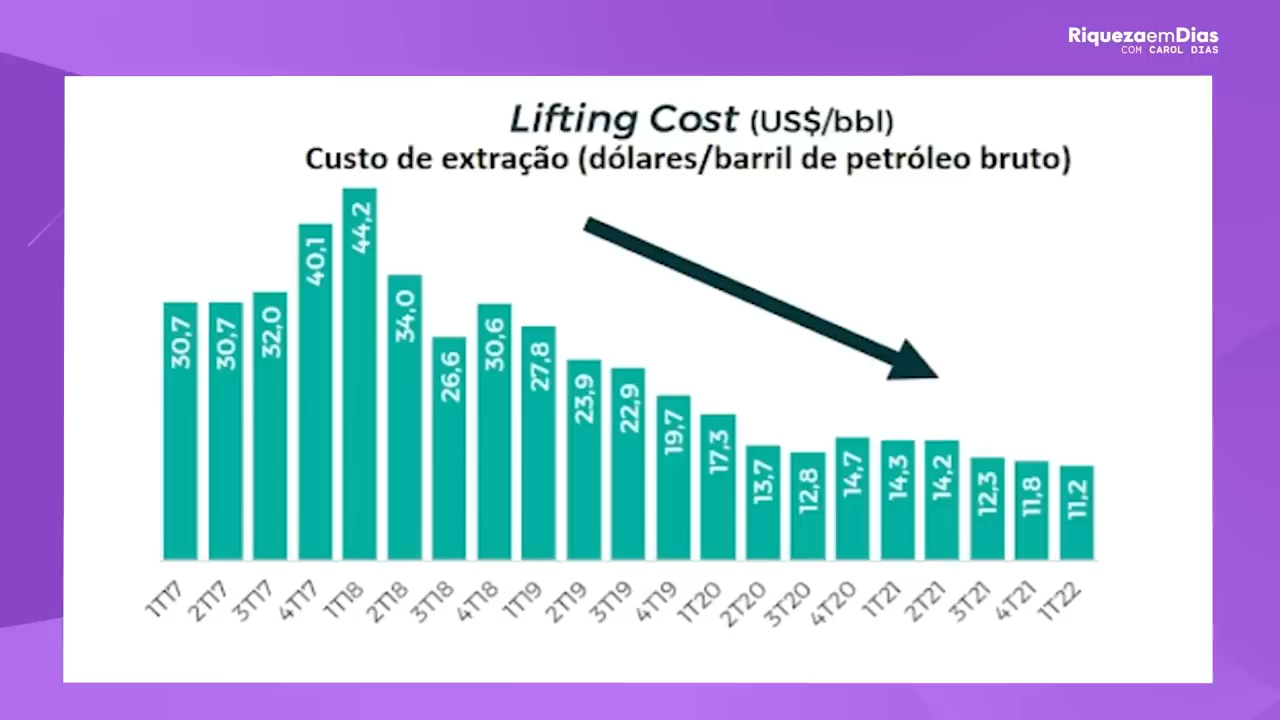 RiquezaemDias
COM CAROL DIAS
Lifting Cost (US$/bbl)
Custo de extração (dólares/barril de petróleo bruto)
30,7
30,7
32,0
40,1
44,2
34,0
26,6
30,6
27,8
23,9
22,9
19,7
17,3
13,7
12,8
14,7
14,3
14,2
12,3
11,8
11,2
1T17
2T17
3T17
4T17
1T18
2T18
3T18
4T18
1T19
2T19
3T19
4T19
1T20
2T20
3T20
4T20
1T21
2T21
3T21
4T21
1T22